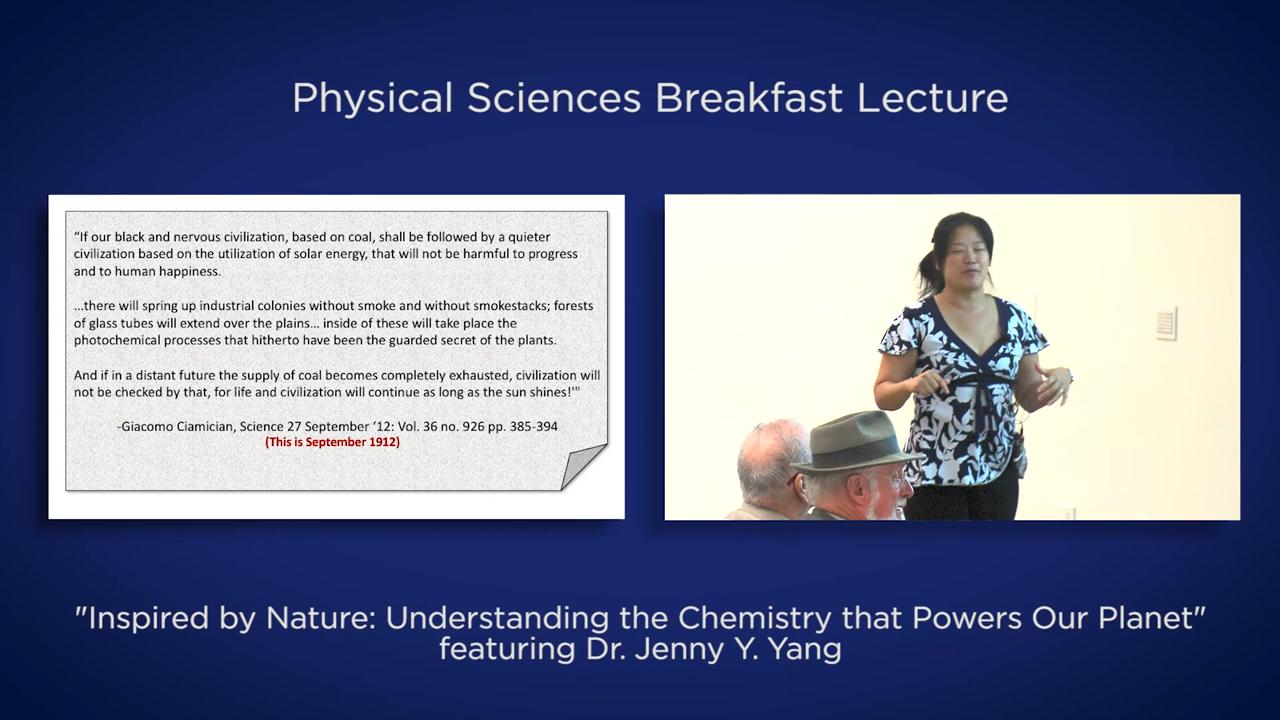 Physical Sciences Breakfast Lecture
“If our black and nervous civilization, based on coal, shall be followed by a quieter
civilization based on the utilization of solar energy, that will not be harmful to progress
and to human happiness.
...there will spring up industrial colonies without smoke and without smokestacks; forests
of glass tubes will extend over the plains... inside of these will take place the
photochemical processes that hitherto have been the guarded secret of the plants.
And if in a distant future the supply of coal becomes completely exhausted, civilization will
not be checked by that, for life and civilization will continue as long as the sun shines!'"
-Giacomo Ciamician, Science 27 September ‘12: Vol. 36 no. 926 pp. 385-394
(This is September 1912)
"Inspired by Nature: Understanding the Chemistry that Powers Our Planet"
featuring Dr. Jenny Y. Yang